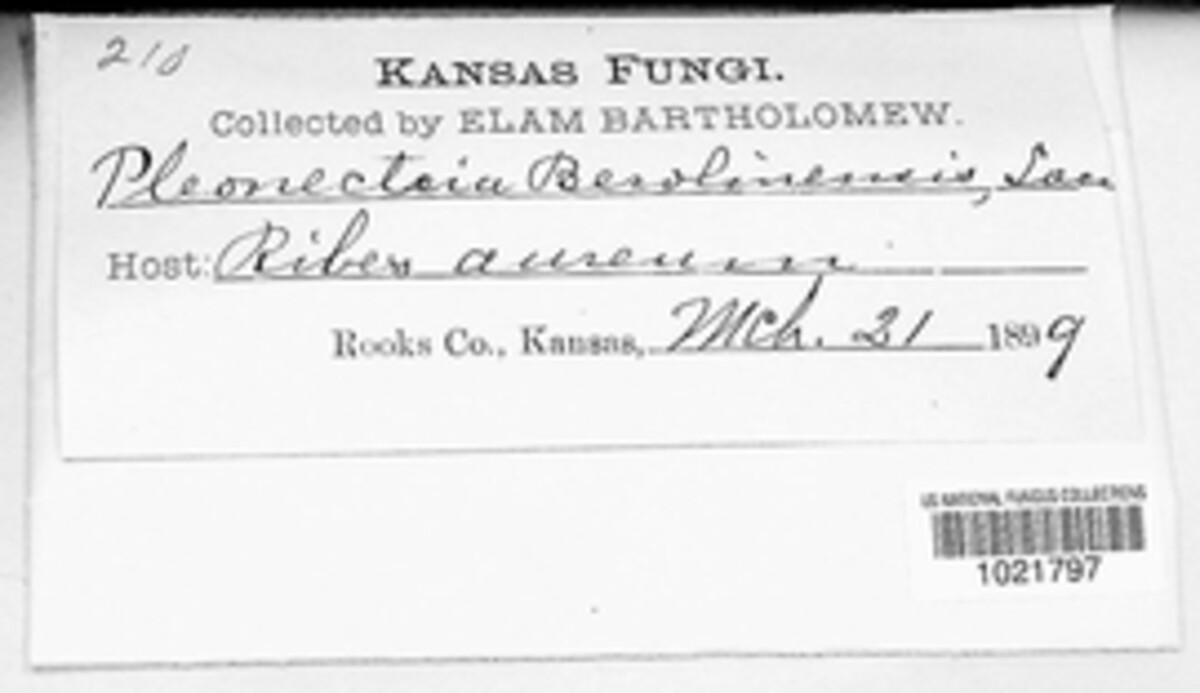 210
KANSAS FUNGI.
Collected by ELAM BARTHOLOMEW.
Pleonectria Berolinensis, Sac
Host: Ribes aureum
Rooks Co., Kansas, Mch. 21 1899
US NATIONAL FUNGUS COLLECTIONS
1021797